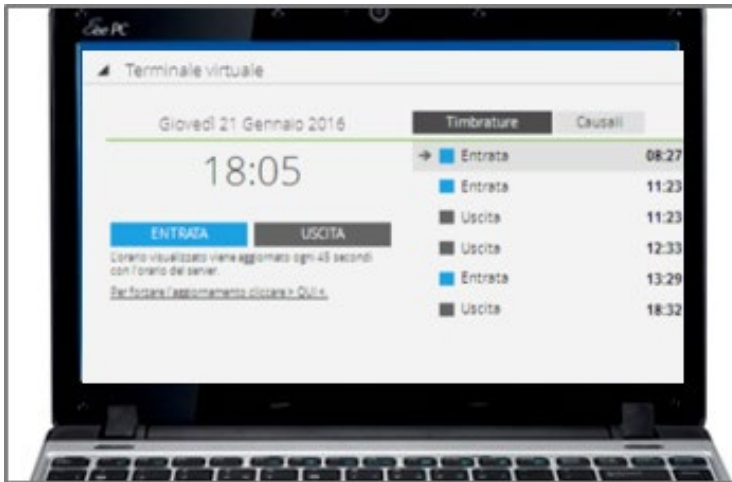 Eee PC
Terminale virtuale
Giovedì 21 Gennaio 2016
18:05
ENTRATA USCITA
L'orario visualizzato viene aggiornato ogni 45 secondi
con l'orario del server.
Per forzare l'aggiornamento cliccare > QUI <.
Timbrature Causali
Entrata 08:27
Entrata 11:23
Uscita 11:23
Uscita 12:33
Entrata 13:29
Uscita 18:32